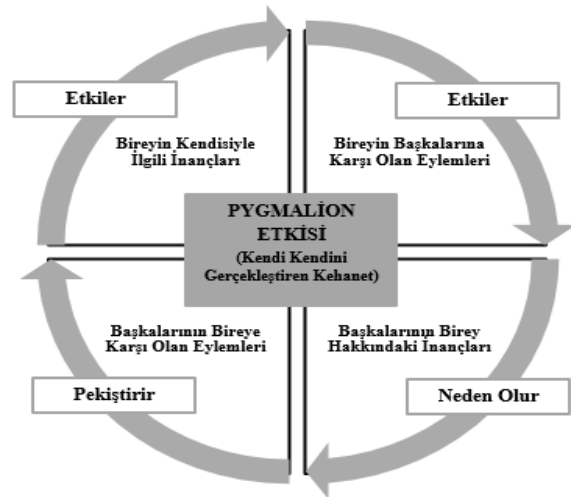 Etkiler
Bireyin Kendisiyle
İlgili İnançları
Etkiler
Bireyin Başkalarına
Karşı Olan Eylemleri
PYGMALİON
ETKİSİ
(Kendi Kendini
Gerçekleştiren Kehanet)
Başkalarının Bireye
Karşı Olan Eylemleri
Pekiştirir
Başkalarının Birey
Hakkındaki İnançları
Neden Olur